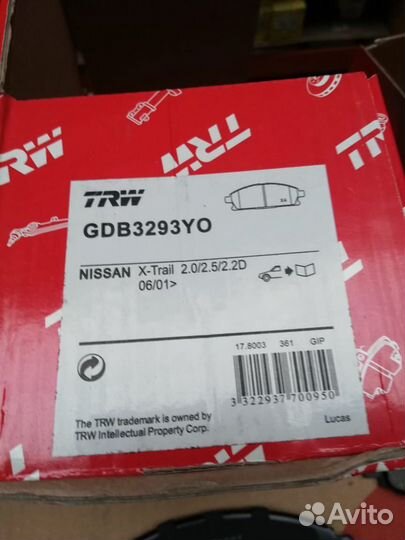 TRW
TRW
TRW
GDB3293YO
NISSAN X-Trail 2.0/2.5/2.2D
06/01>
17.8003 361 GIP
3 322937 700950
The TRW trademark is owned by
TRW Intellectual Property Corp.
Lucas
Avito